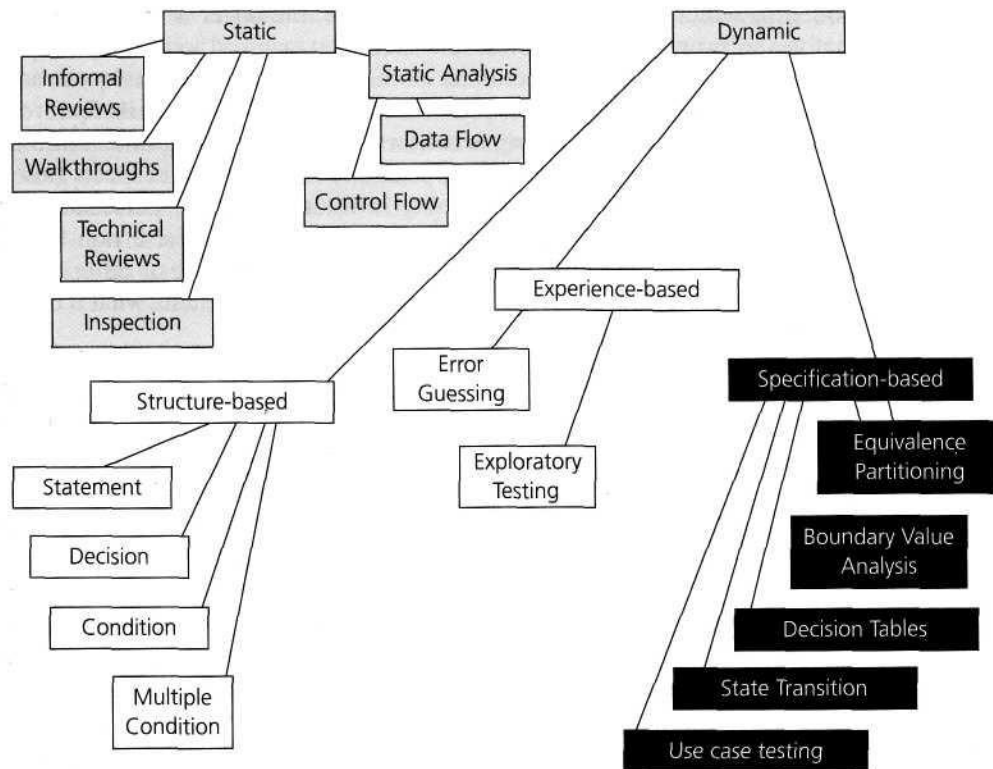 Static
Dynamic
Informal
Reviews
Static Analysis
Data Flow
Walkthroughs
Control Flow
Technical
Reviews
Inspection
Experience-based
Error
Guessing
Specification-based
Structure-based
Equivalence
Partitioning
Exploratory
Testing
Statement
Boundary Value
Analysis
Decision
Condition
Decision Tables
State Transition
Multiple
Condition
Use case testing